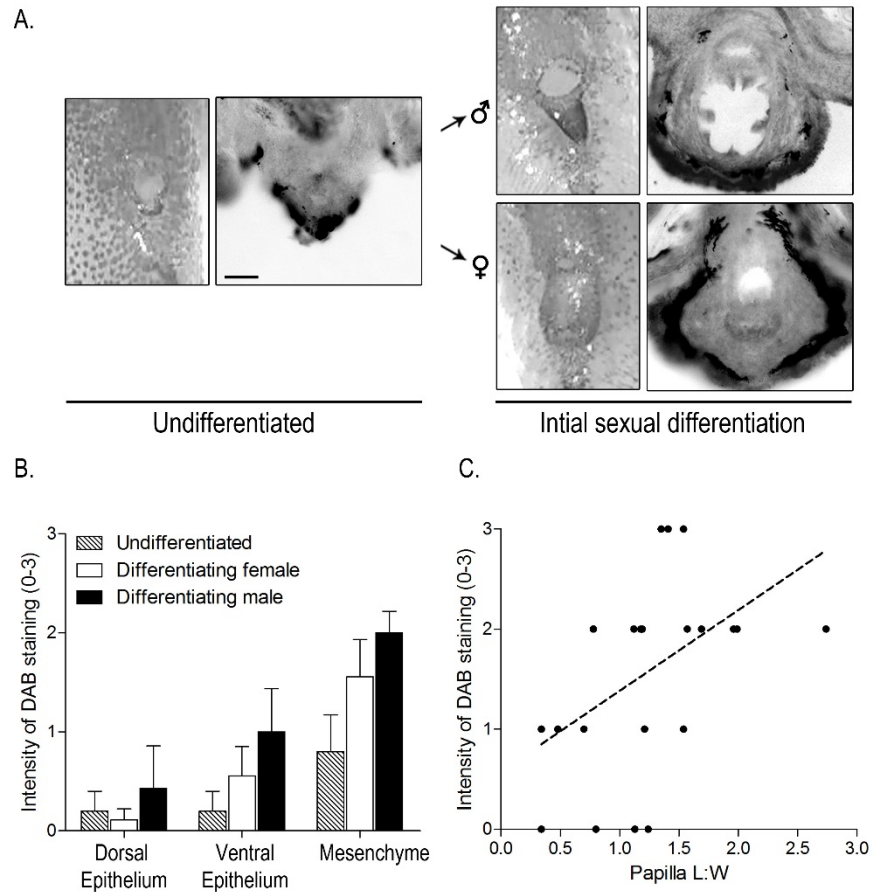 A.
♂
♀
Undifferentiated
Intial sexual differentiation
B.
Intensity of DAB staining (0-3)
3
2
1
0
Undifferentiated
Differentiating female
Differentiating male
Dorsal
Epithelium
Ventral
Epithelium
Mesenchyme
C.
Intensity of DAB staining (0-3)
3
2
1
0
0.0 0.5 1.0 1.5 2.0 2.5 3.0
Papilla L:W